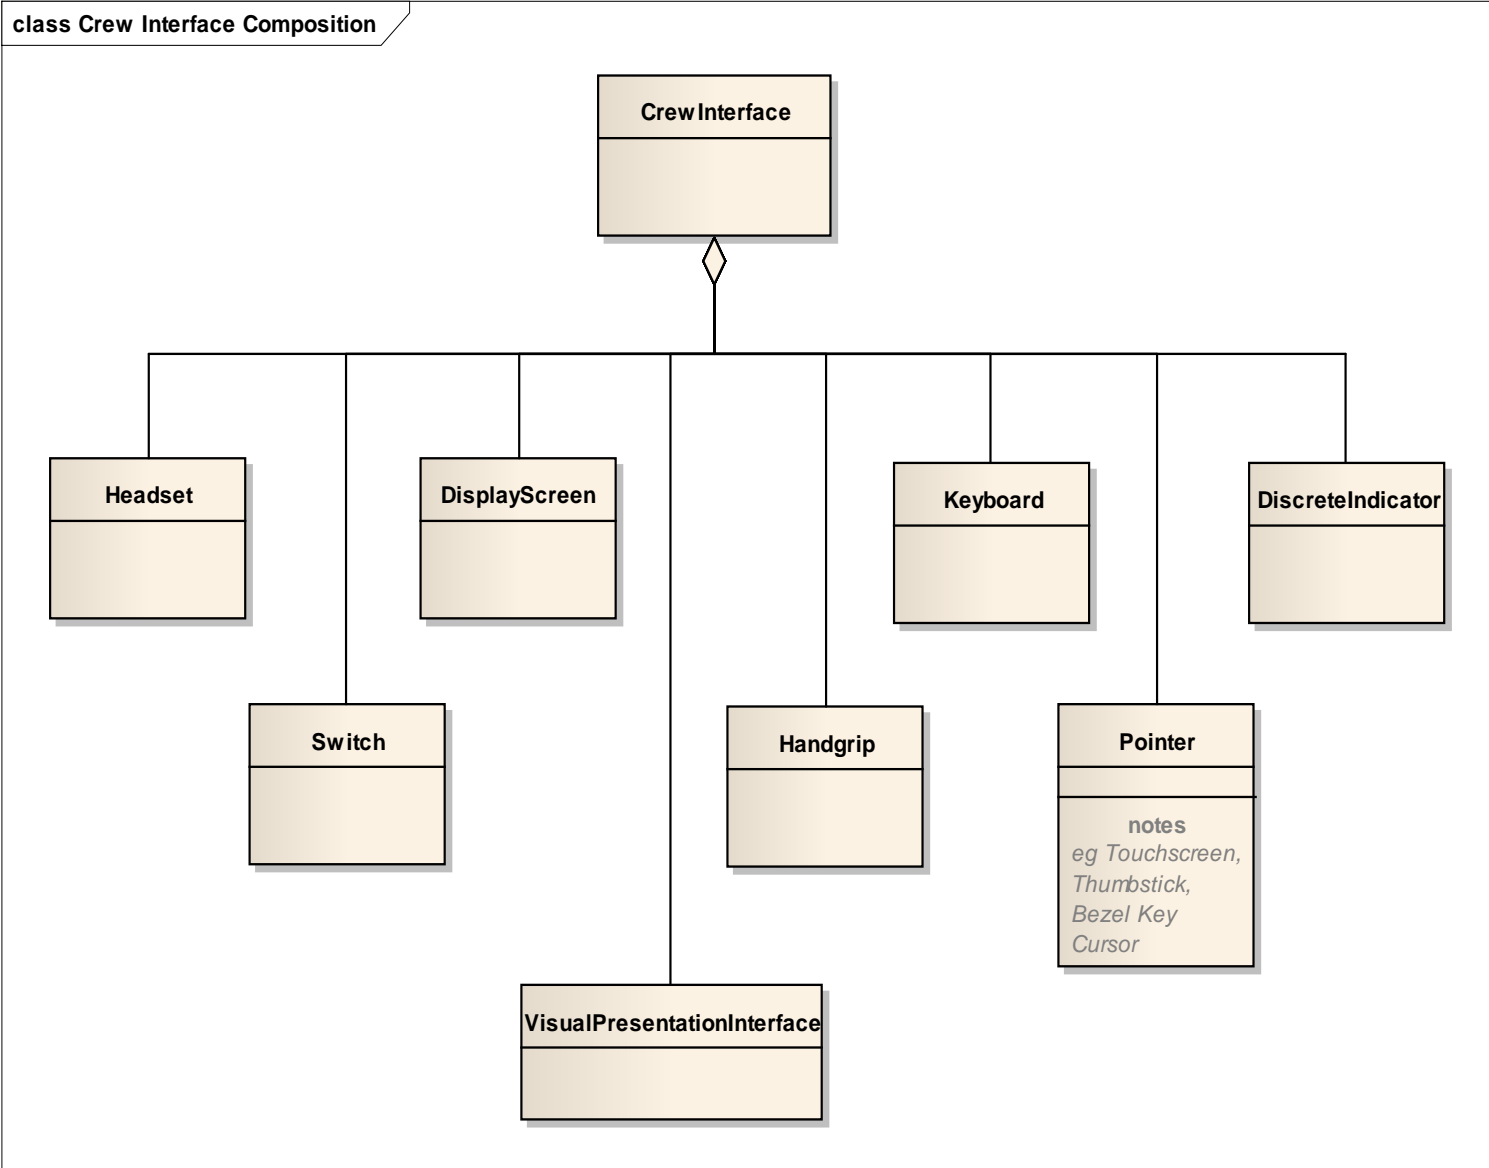 class Crew Interface Composition
CrewInterface
Headset
DisplayScreen
Keyboard
DiscreteIndicator
Switch
Handgrip
Pointer
notes
eg Touchscreen,
Thumbstick,
Bezel Key
Cursor
VisualPresentationInterface